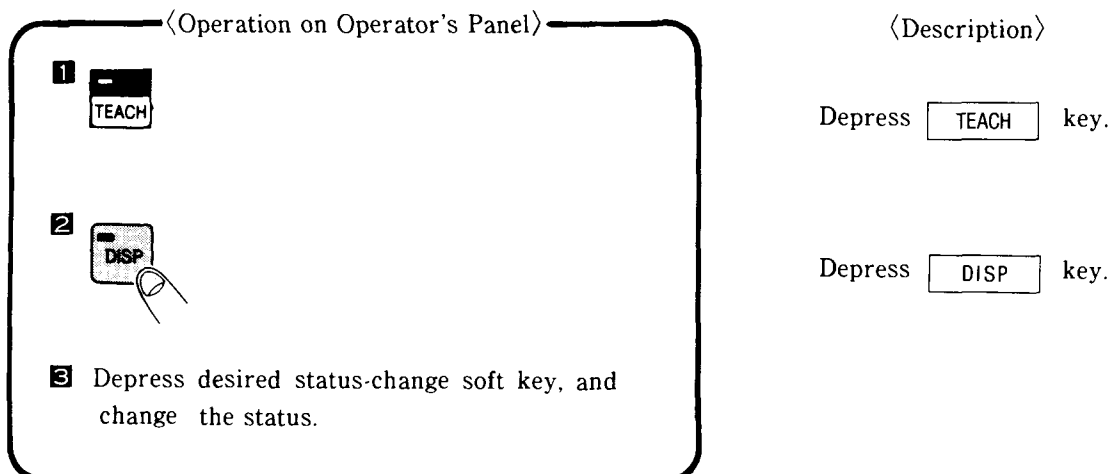 〈Operation on Operator's Panel〉
〈Description〉
1
TEACH
Depress TEACH key.
2
DISP
Depress DISP key.
3 Depress desired status-change soft key, and
change the status.